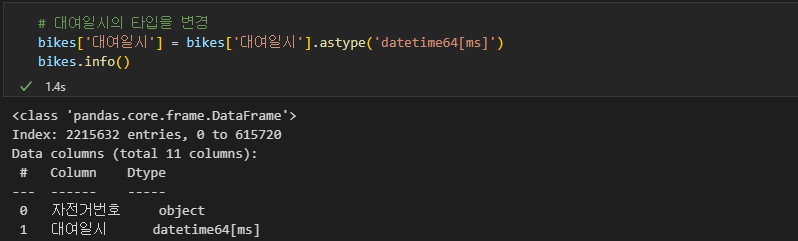 # 대여일시의 타입을 변경
bikes['대여일시'] = bikes['대여일시'].astype('datetime64[ms]')
bikes.info()
1.4s
<class 'pandas.core.frame.DataFrame'>
Index: 2215632 entries, 0 to 615720
Data columns (total 11 columns):
#   Column   Dtype
---  ------   -----
0   자전거번호   object
1   대여일시   datetime64[ms]